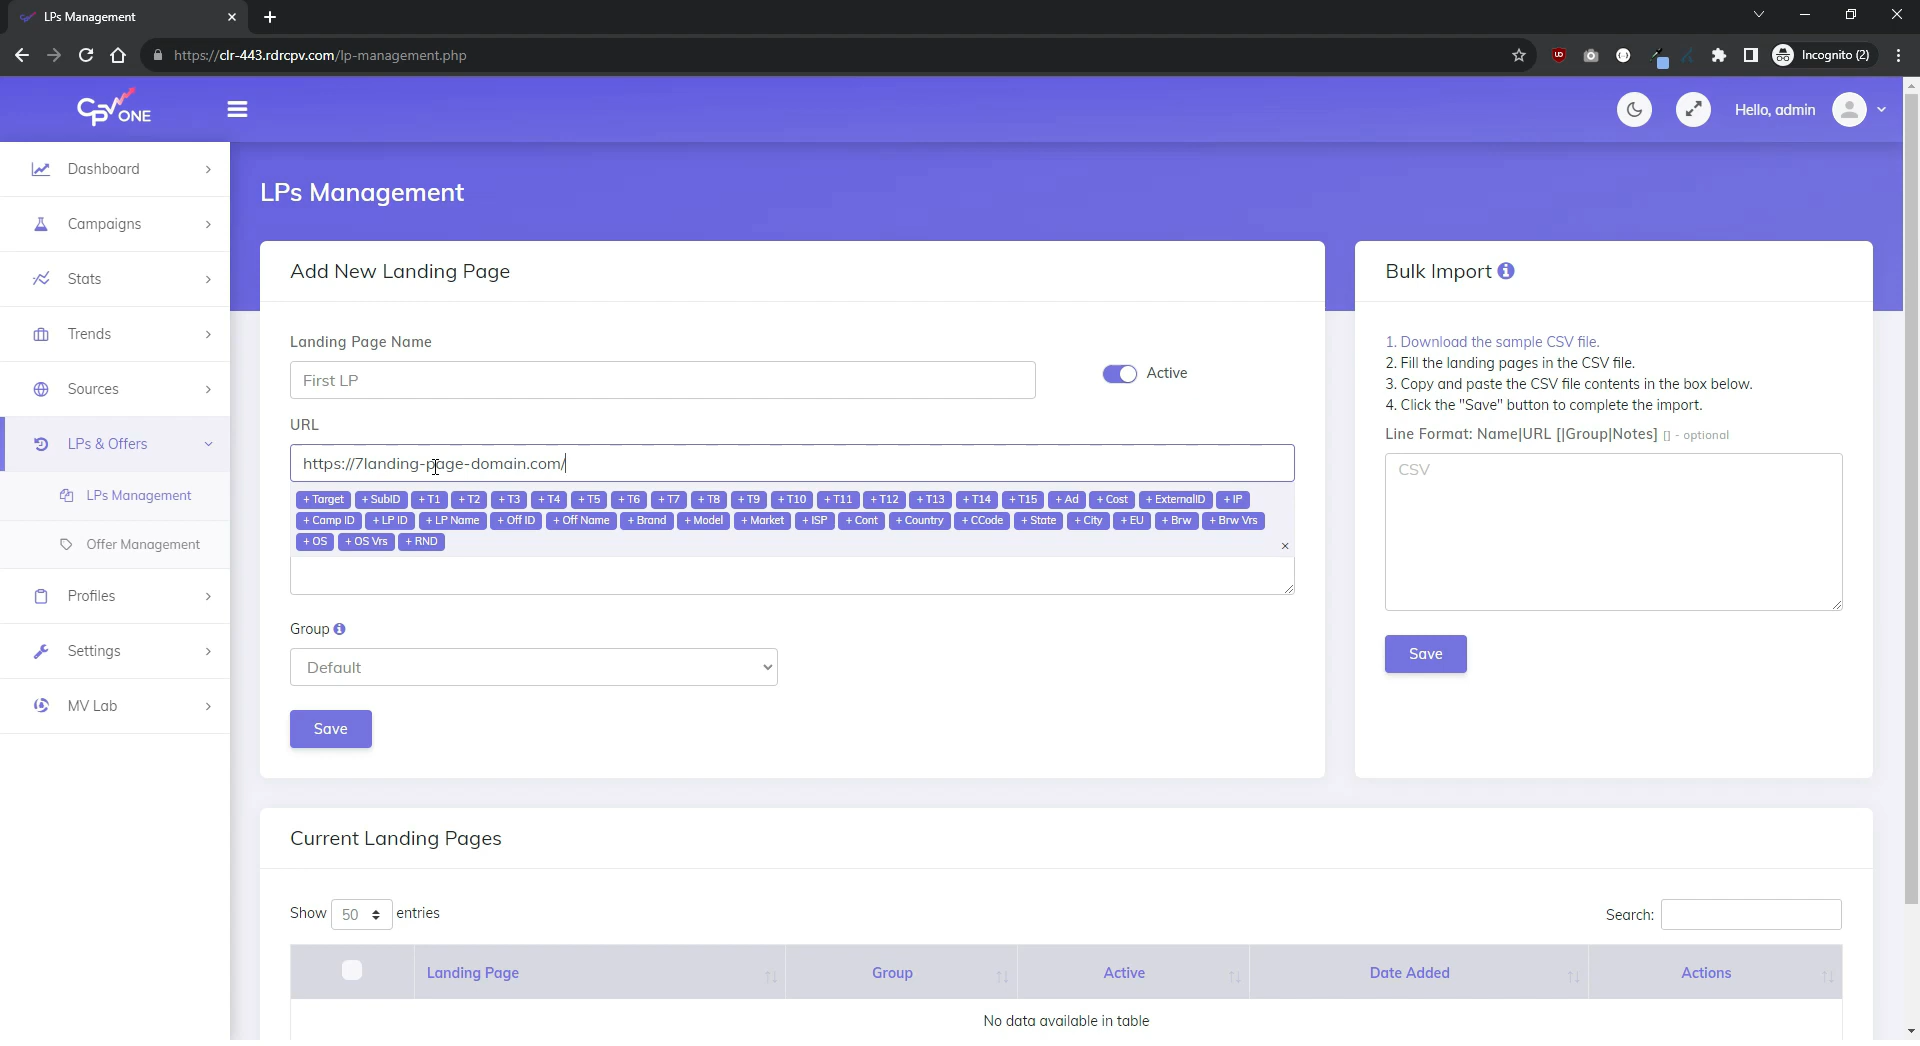 LPs Management
https://clr-443.rdrcpv.com/lp-management.php
Incognito (2)
CPV ONE
Hello, admin
Dashboard
Campaigns
Stats
Trends
Sources
LPs & Offers
LPs Management
Offer Management
Profiles
Settings
MV Lab
LPs Management
Add New Landing Page
Landing Page Name
First LP
Active
URL
https://7landing-page-domain.com/
+ Target + SubID + T1 + T2 + T3 + T4 + T5 + T6 + T7 + T8 + T9 + T10 + T11 + T12 + T13 + T14 + T15 + Ad + Cost + ExternalID + IP
+ Camp ID + LP ID + LP Name + Off ID + Off Name + Brand + Model + Market + ISP + Cont + Country + CCode + State + City + EU + Brw + Brw Vrs
+ OS + OS Vrs + RND
Group
Default
Save
Bulk Import
1. Download the sample CSV file.
2. Fill the landing pages in the CSV file.
3. Copy and paste the CSV file contents in the box below.
4. Click the "Save" button to complete the import.
Line Format: Name|URL [|Group|Notes] [] - optional
CSV
Save
Current Landing Pages
Show 50 entries
Search:
Landing Page Group Active Date Added Actions
No data available in table